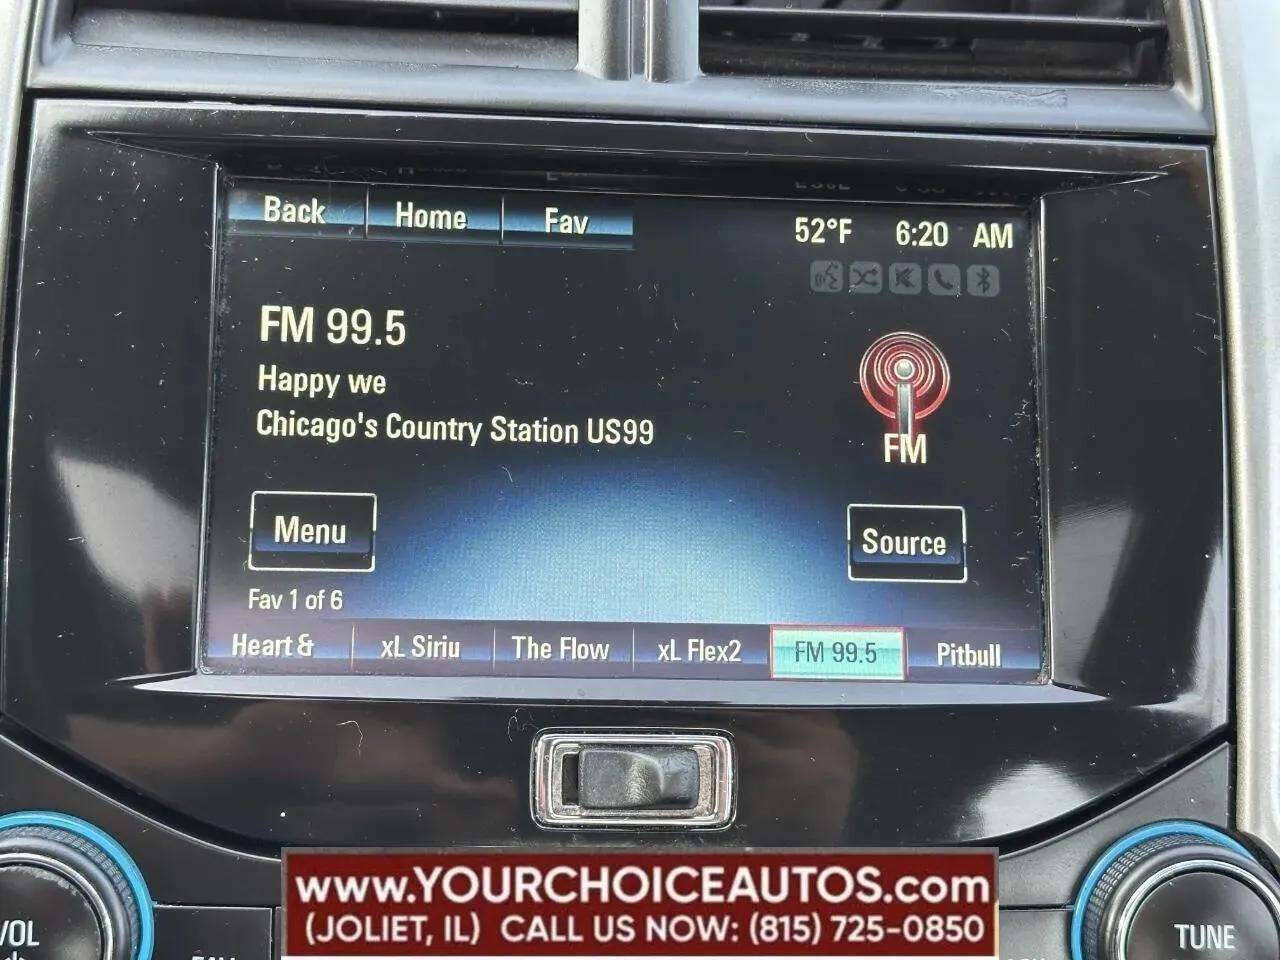 Back Home Fav 52°F 6:20 AM
FM 99.5
Happy we
Chicago's Country Station US99
FM
Menu
Source
Fav 1 of 6
Heart & xL Siriu The Flow xL Flex2 FM 99.5 Pitbull
VOL
TUNE
www.YOURCHOICEAUTOS.com
(JOLIET, IL) CALL US NOW: (815) 725-0850